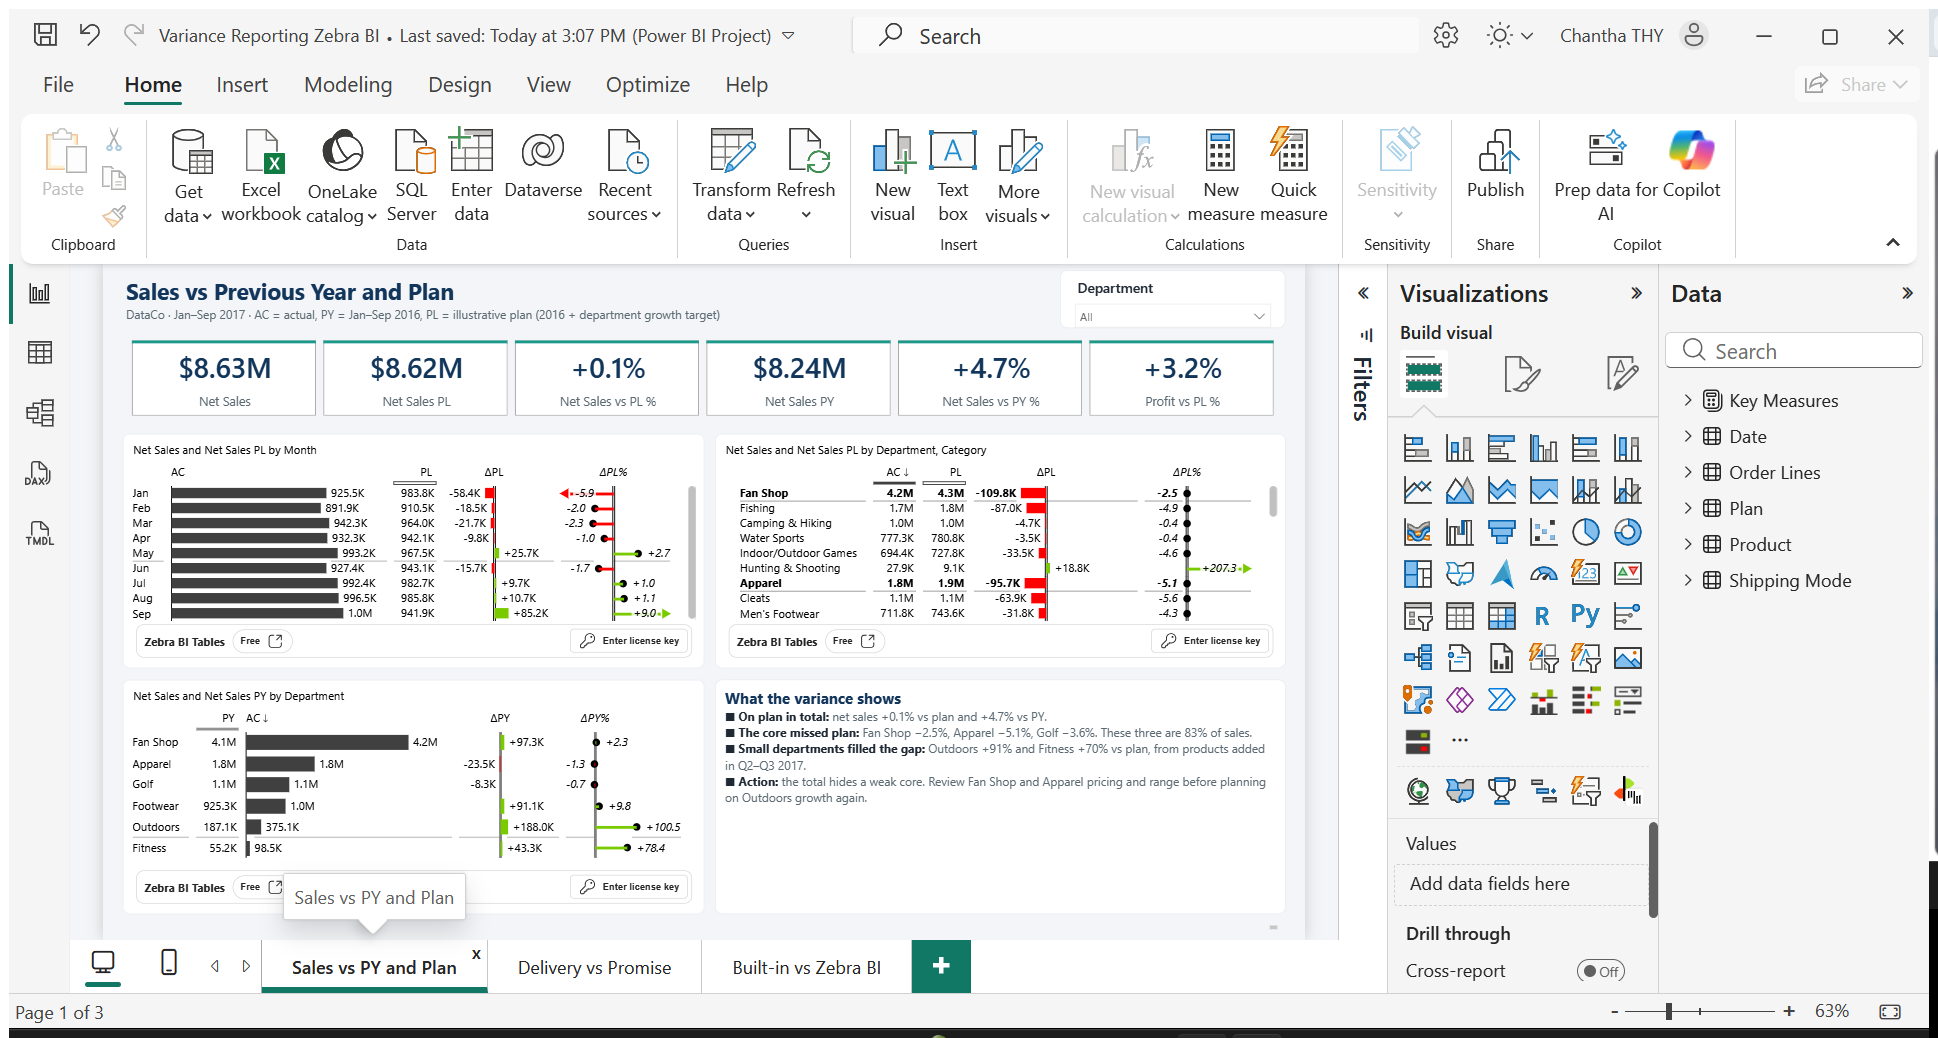 Variance Reporting Zebra BI • Last saved: Today at 3:07 PM (Power BI Project)
Search
Chantha THY
File Home Insert Modeling Design View Optimize Help
Share
Paste
Get data
Excel workbook
OneLake catalog
SQL Server
Enter data
Dataverse
Recent sources
Transform data
Refresh
New visual
Text box
More visuals
New visual calculation
New measure
Quick measure
Sensitivity
Publish
Prep data for AI
Copilot
Clipboard Data Queries Insert Calculations Sensitivity Share Copilot
Sales vs Previous Year and Plan
DataCo · Jan–Sep 2017 · AC = actual, PY = Jan–Sep 2016, PL = illustrative plan (2016 + department growth target)
Department
All
$8.63M
Net Sales
$8.62M
Net Sales PL
+0.1%
Net Sales vs PL %
$8.24M
Net Sales PY
+4.7%
Net Sales vs PY %
+3.2%
Profit vs PL %
Net Sales and Net Sales PL by Month
AC PL ΔPL ΔPL%
Jan 925.5K 983.8K -58.4K -5.9
Feb 891.9K 910.5K -18.5K -2.0
Mar 942.3K 964.0K -21.7K -2.3
Apr 932.3K 942.1K -9.8K -1.0
May 993.2K 967.5K +25.7K +2.7
Jun 927.4K 943.1K -15.7K -1.7
Jul 992.4K 982.7K +9.7K +1.0
Aug 996.5K 985.8K +10.7K +1.1
Sep 1.0M 941.9K +85.2K +9.0
Zebra BI Tables Free Enter license key
Net Sales and Net Sales PL by Department, Category
AC ↓ PL ΔPL ΔPL%
Fan Shop 4.2M 4.3M -109.8K -2.5
Fishing 1.7M 1.8M -87.0K -4.9
Camping & Hiking 1.0M 1.0M -4.7K -0.4
Water Sports 777.3K 780.8K -3.5K -0.4
Indoor/Outdoor Games 694.4K 727.8K -33.5K -4.6
Hunting & Shooting 27.9K 9.1K +18.8K +207.3
Apparel 1.8M 1.9M -95.7K -5.1
Cleats 1.1M 1.1M -63.9K -5.6
Men's Footwear 711.8K 743.6K -31.8K -4.3
Zebra BI Tables Free Enter license key
Net Sales and Net Sales PY by Department
PY AC ↓ ΔPY ΔPY%
Fan Shop 4.1M 4.2M +97.3K +2.3
Apparel 1.8M 1.8M -23.5K -1.3
Golf 1.1M 1.1M -8.3K -0.7
Footwear 925.3K 1.0M +91.1K +9.8
Outdoors 187.1K 375.1K +188.0K +100.5
Fitness 55.2K 98.5K +43.3K +78.4
Zebra BI Tables Free Enter license key
Sales vs PY and Plan
What the variance shows
■ On plan in total: net sales +0.1% vs plan and +4.7% vs PY.
■ The core missed plan: Fan Shop −2.5%, Apparel −5.1%, Golf −3.6%. These three are 83% of sales.
■ Small departments filled the gap: Outdoors +91% and Fitness +70% vs plan, from products added
in Q2–Q3 2017.
■ Action: the total hides a weak core. Review Fan Shop and Apparel pricing and range before planning
on Outdoors growth again.
Filters
Visualizations
Build visual
Values
Add data fields here
Drill through
Cross-report Off
Data
Search
Key Measures
Date
Order Lines
Plan
Product
Shipping Mode
Sales vs PY and Plan x Delivery vs Promise Built-in vs Zebra BI +
Page 1 of 3
- + 63%